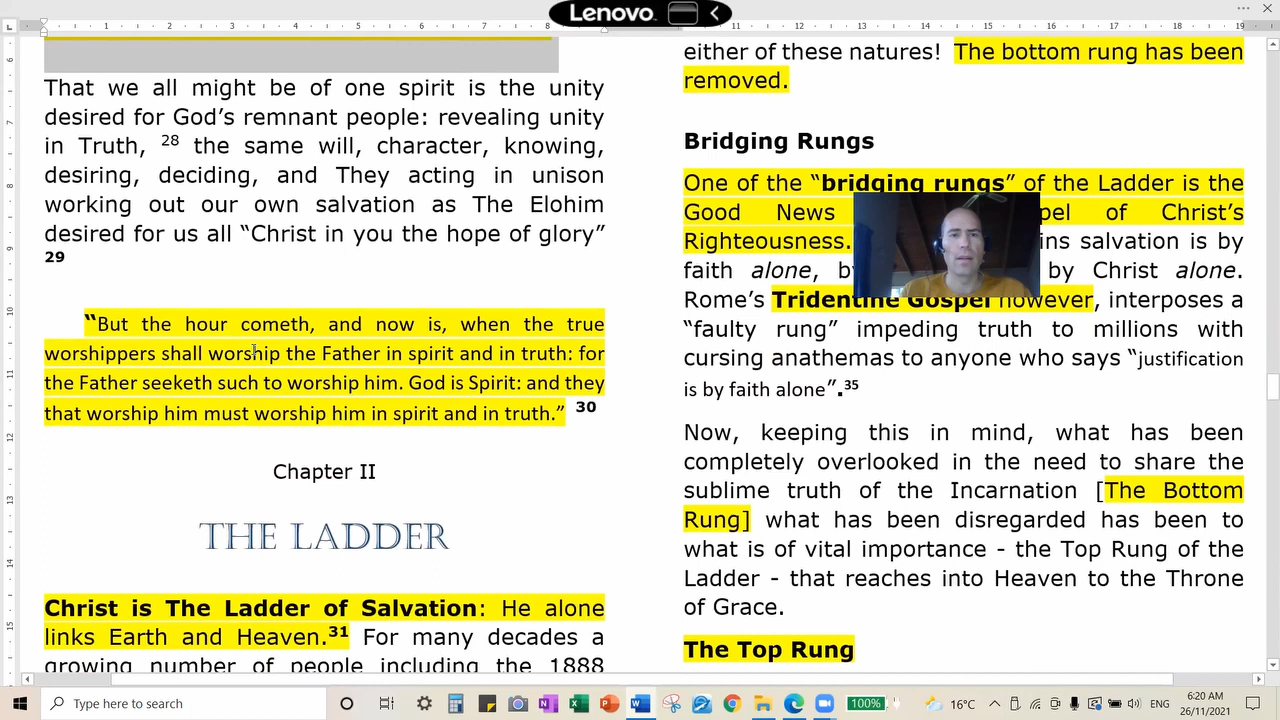 Lenovo
That we all might be of one spirit is the unity
desired for God's remnant people: revealing unity
in Truth, 28 the same will, character, knowing,
desiring, deciding, and They acting in unison
working out our own salvation as The Elohim
desired for us all “Christ in you the hope of glory”
29
“But the hour cometh, and now is, when the true
worshippers shall worship the Father in spirit and in truth: for
the Father seeketh such to worship him. God is Spirit: and they
that worship him must worship him in spirit and in truth.” 30
Chapter II
THE LADDER
Christ is The Ladder of Salvation: He alone
links Earth and Heaven.31 For many decades a
growing number of people including the 1888
either of these natures! The bottom rung has been
removed.
Bridging Rungs
One of the “bridging rungs” of the Ladder is the
Good News of Christ's
Righteousness. salvation is by
faith alone, by Christ alone.
Rome's Tridentine Gospel however, interposes a
“faulty rung” impeding truth to millions with
cursing anathemas to anyone who says “justification
is by faith alone”.35
Now, keeping this in mind, what has been
completely overlooked in the need to share the
sublime truth of the Incarnation [The Bottom
Rung] what has been disregarded has been to
what is of vital importance - the Top Rung of the
Ladder - that reaches into Heaven to the Throne
of Grace.
The Top Rung
Type here to search
100%
16°C
ENG
6:20 AM
26/11/2021